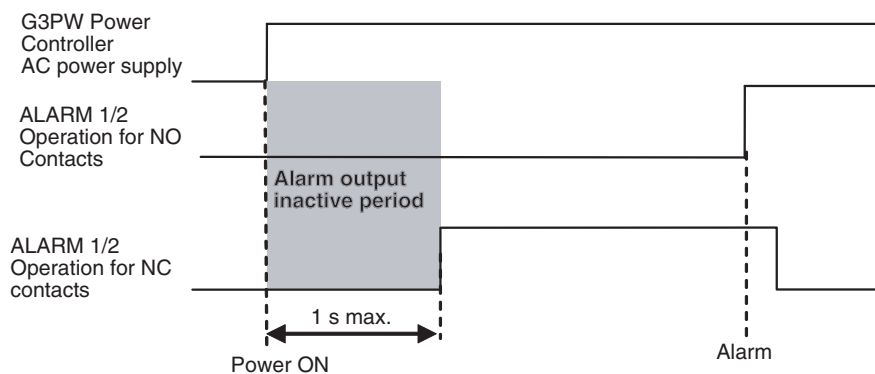 G3PW Power
Controller
AC power supply
ALARM 1/2
Operation for NO
Contacts
Alarm output
inactive period
ALARM 1/2
Operation for NC
contacts
1 s max.
Power ON
Alarm